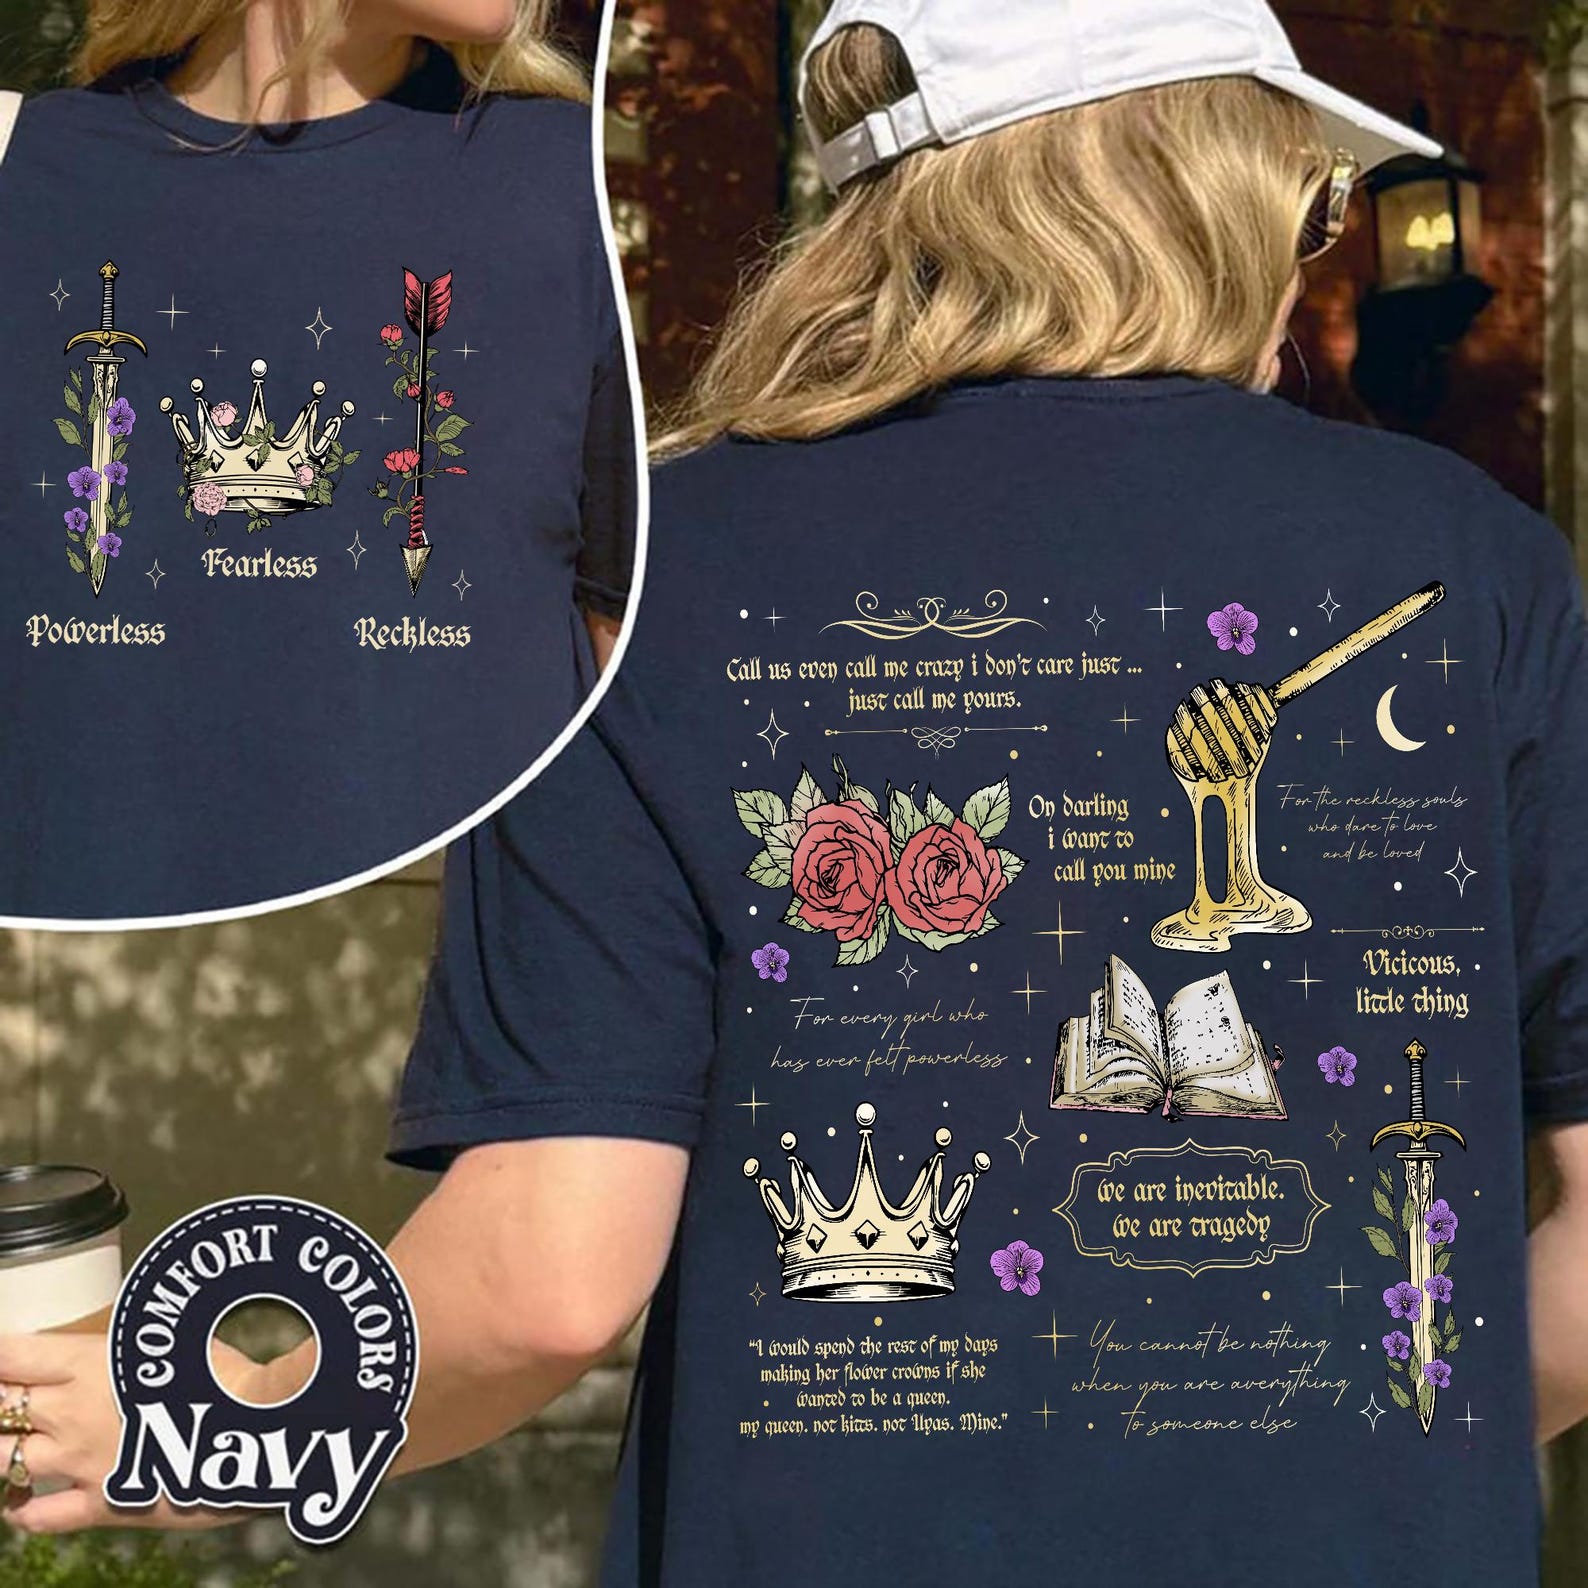 Fearless
Powerless
Reckless
Call us even call me crazy i don't care just ...
just call me yours.
On darling
i want to
call you mine
For the reckless souls
who dare to love
and be loved
Vicicous,
little thing
For every girl who
has ever felt powerless
We are inevitable.
We are tragedy
"I would spend the rest of my days
making her flower crowns if she
wanted to be a queen.
my queen. not kitts. not Ilyas. Mine."
You cannot be nothing
when you are averything
to someone else
COMFORT COLORS
Navy